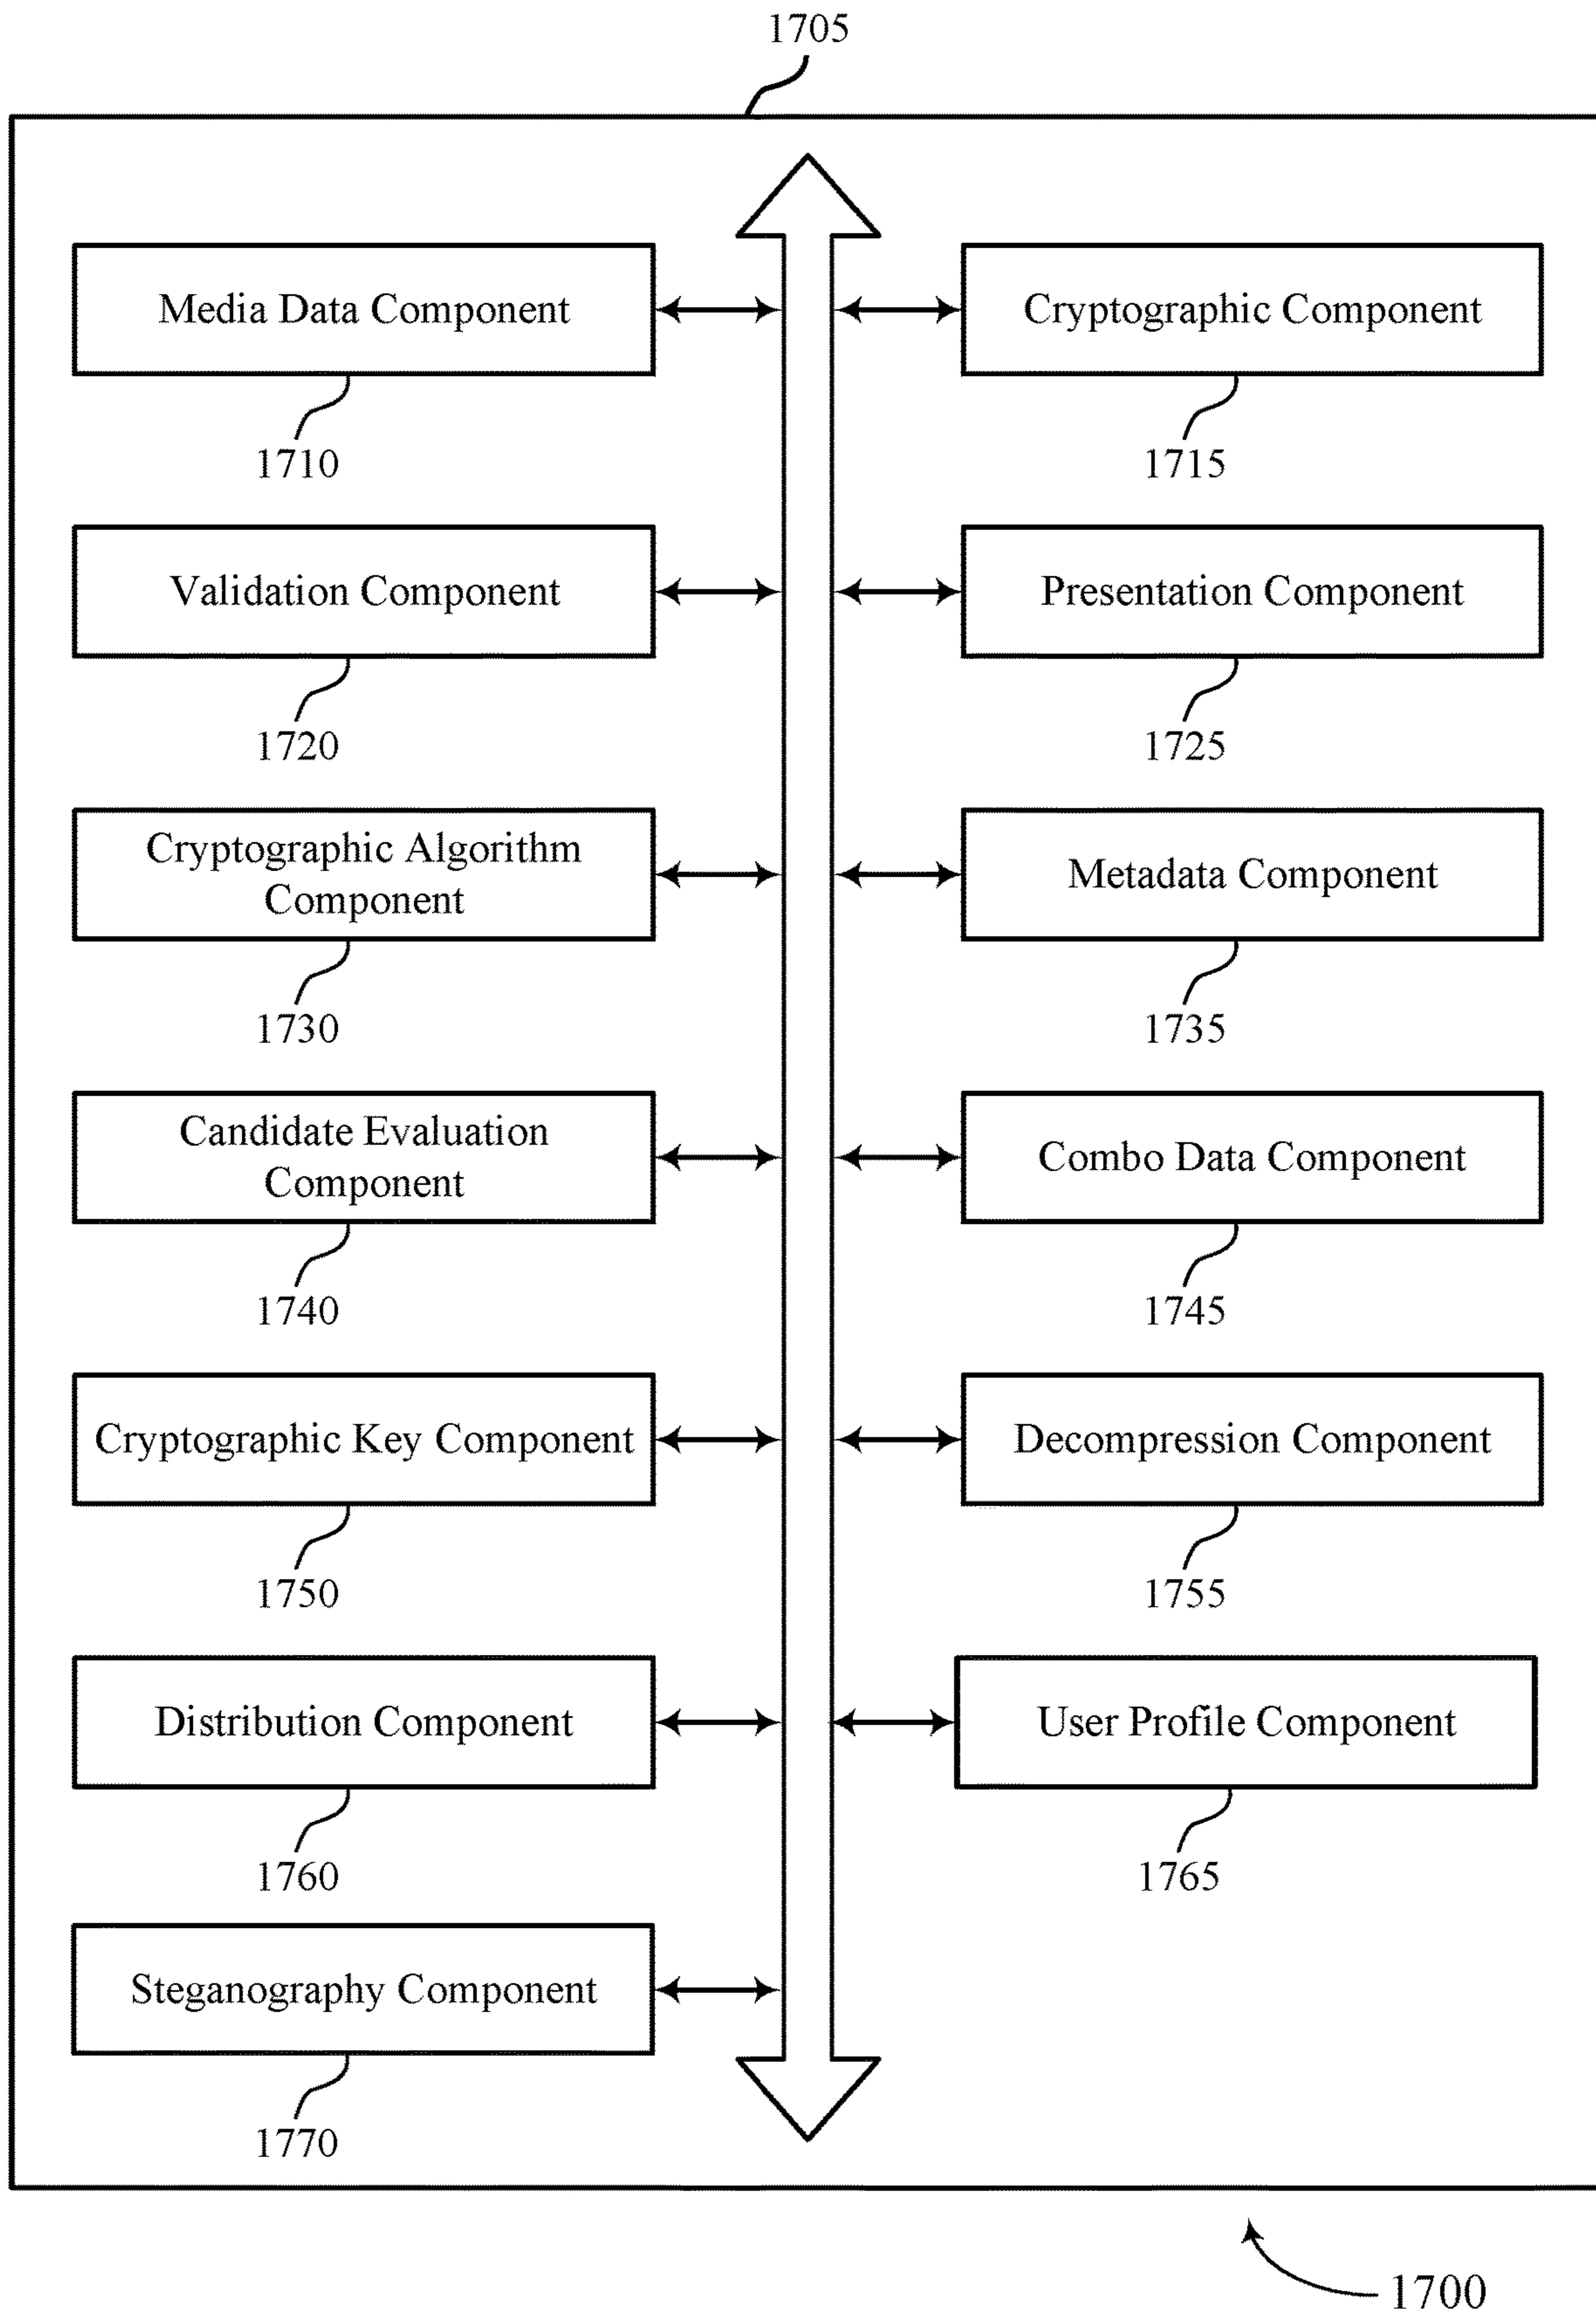 1705
Media Data Component
Cryptographic Component
1710
1715
Validation Component
Presentation Component
1720
1725
Cryptographic Algorithm
Component
Metadata Component
1730
1735
Candidate Evaluation
Component
Combo Data Component
1740
1745
Cryptographic Key Component
Decompression Component
1750
1755
Distribution Component
User Profile Component
1760
1765
Steganography Component
1770
1700